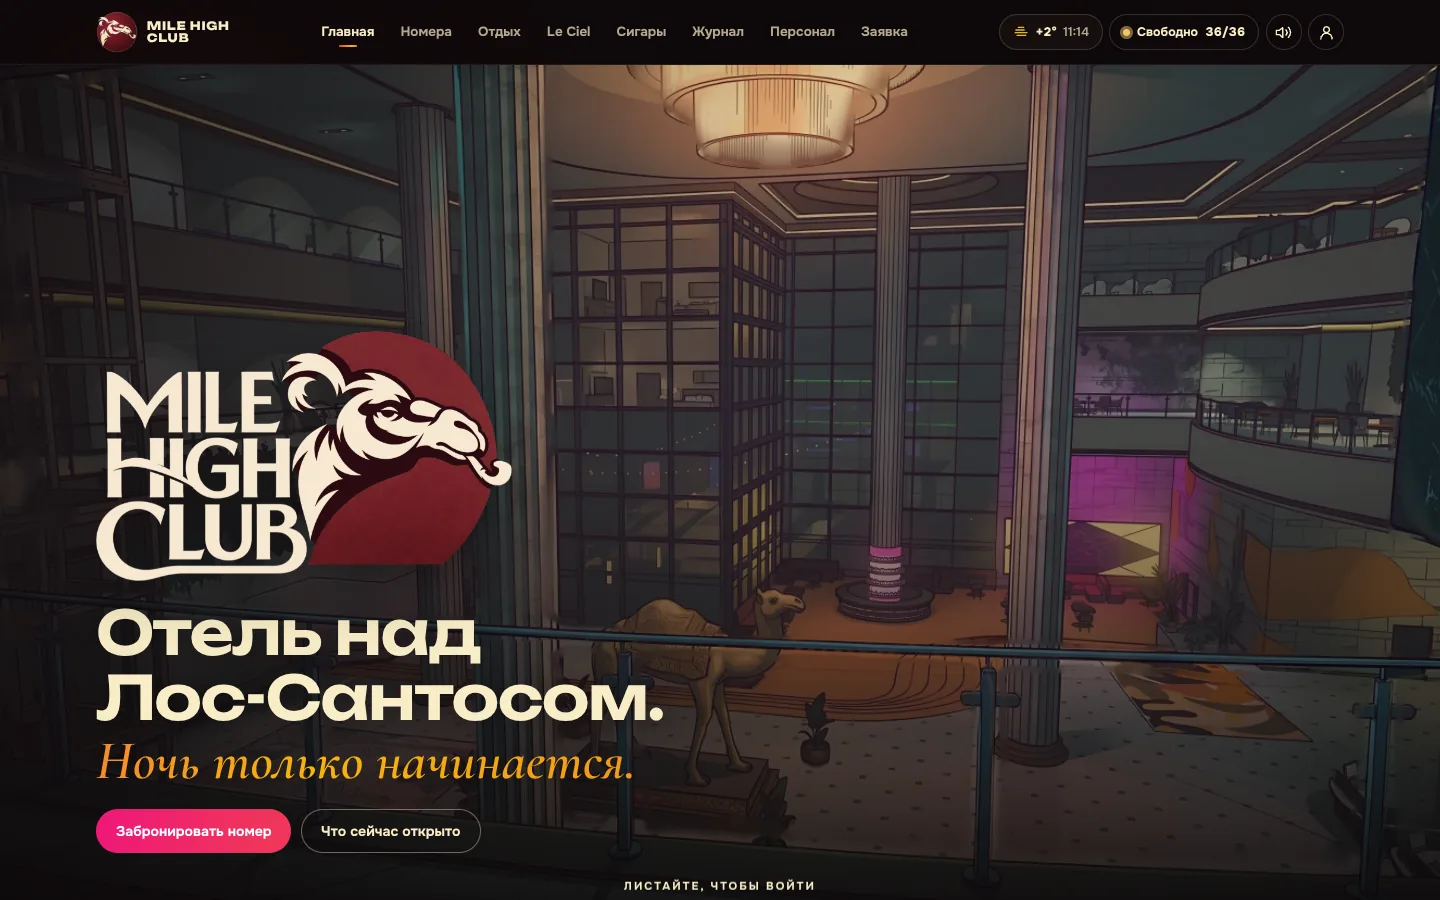 MILE HIGH
CLUB
Главная
Номера
Отдых
Le Ciel
Сигары
Журнал
Персонал
Заявка
+2° 11:14
Свободно 36/36
MILE
HIGH
CLUB
Отель над
Лос-Сантосом.
Ночь только начинается.
Забронировать номер
Что сейчас открыто
ЛИСТАЙТЕ, ЧТОБЫ ВОЙТИ